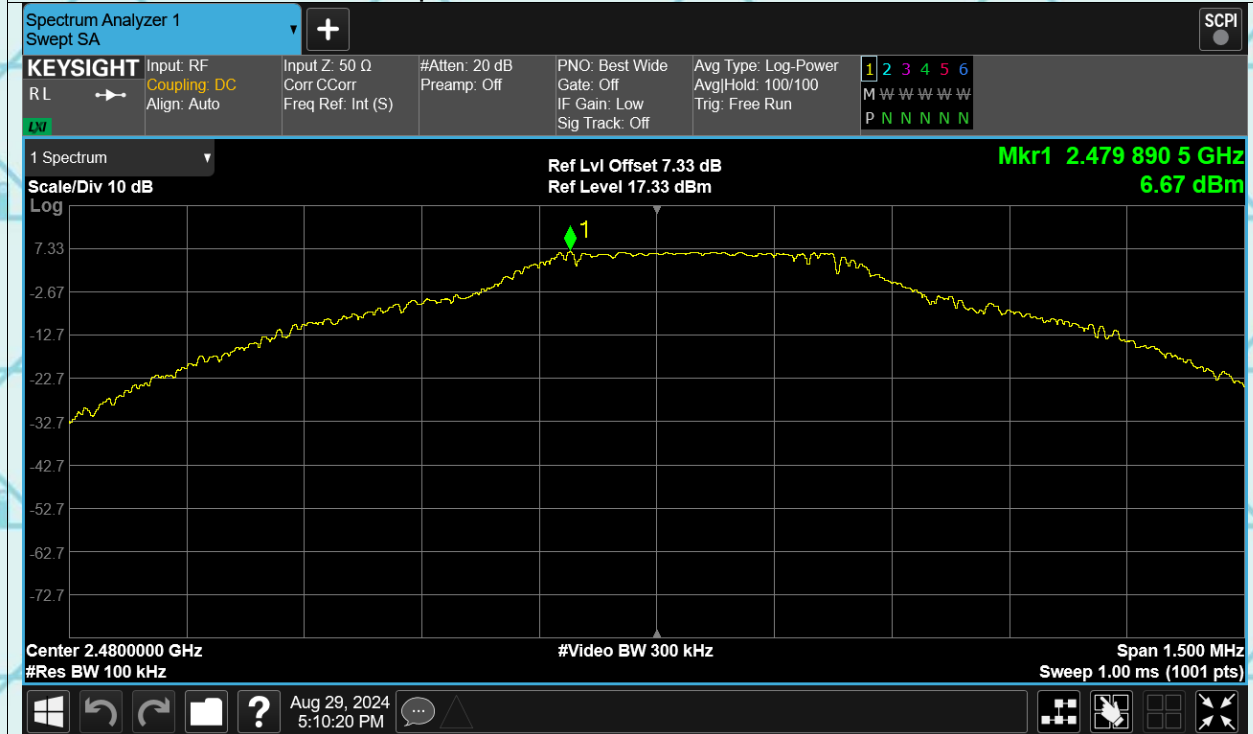 Spectrum Analyzer 1
Swept SA
SCPI
KEYSIGHT
R L
LXI
Input: RF
Coupling: DC
Align: Auto
Input Z: 50 Ω
Corr CCorr
Freq Ref: Int (S)
#Atten: 20 dB
Preamp: Off
PNO: Best Wide
Gate: Off
IF Gain: Low
Sig Track: Off
Avg Type: Log-Power
Avg|Hold: 100/100
Trig: Free Run
1 2 3 4 5 6
M W W W W W
P N N N N N
1 Spectrum
Scale/Div 10 dB
Log
Ref Lvl Offset 7.33 dB
Ref Level 17.33 dBm
Mkr1 2.479 890 5 GHz
6.67 dBm
1
7.33
-2.67
-12.7
-22.7
-32.7
-42.7
-52.7
-62.7
-72.7
Center 2.4800000 GHz
#Res BW 100 kHz
#Video BW 300 kHz
Span 1.500 MHz
Sweep 1.00 ms (1001 pts)
?
Aug 29, 2024
5:10:20 PM